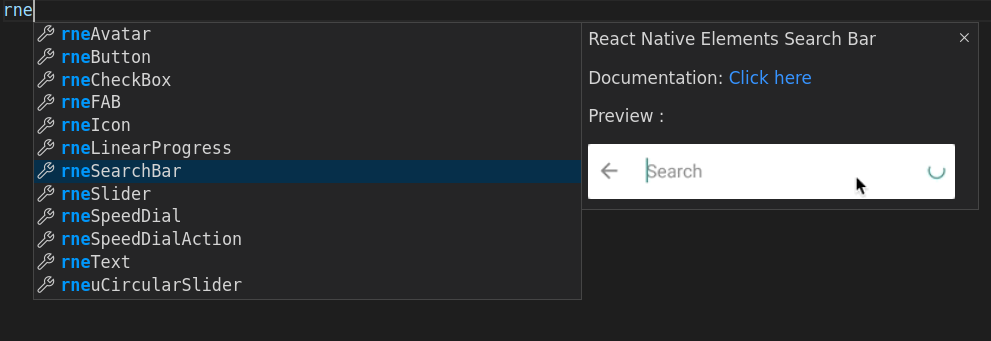 rne
rneAvatar
rneButton
rneCheckBox
rneFAB
rneIcon
rneLinearProgress
rneSearchBar
rneSlider
rneSpeedDial
rneSpeedDialAction
rneText
rneuCircularSlider
React Native Elements Search Bar
Documentation: Click here
Preview :
Search